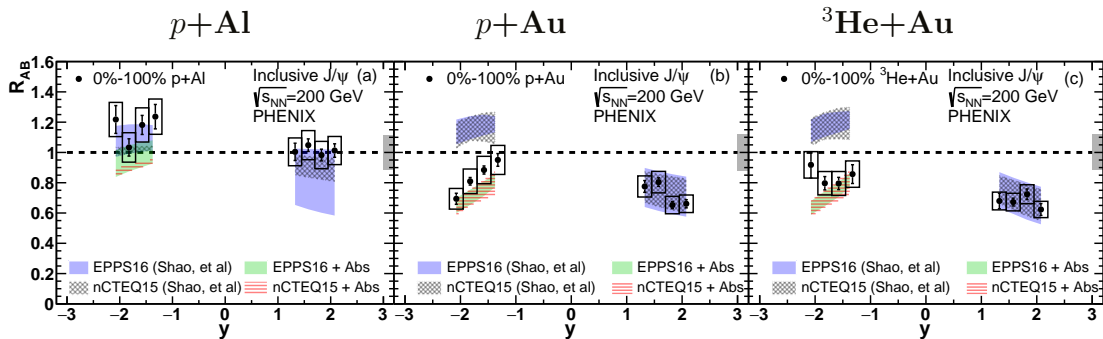 p+Al p+Au ³He+Au
R_AB
1.6
1.4
1.2
1
0.8
0.6
0.4
0.2
0
0%-100% p+Al
Inclusive J/ψ (a)
√s_NN=200 GeV
PHENIX
EPPS16 (Shao, et al) EPPS16 + Abs
nCTEQ15 (Shao, et al) nCTEQ15 + Abs
−3 −2 −1 0 1 2 3
y
0%-100% p+Au
Inclusive J/ψ (b)
√s_NN=200 GeV
PHENIX
EPPS16 (Shao, et al) EPPS16 + Abs
nCTEQ15 (Shao, et al) nCTEQ15 + Abs
−3 −2 −1 0 1 2 3
y
0%-100% ³He+Au
Inclusive J/ψ (c)
√s_NN=200 GeV
PHENIX
EPPS16 (Shao, et al) EPPS16 + Abs
nCTEQ15 (Shao, et al) nCTEQ15 + Abs
−3 −2 −1 0 1 2 3
y